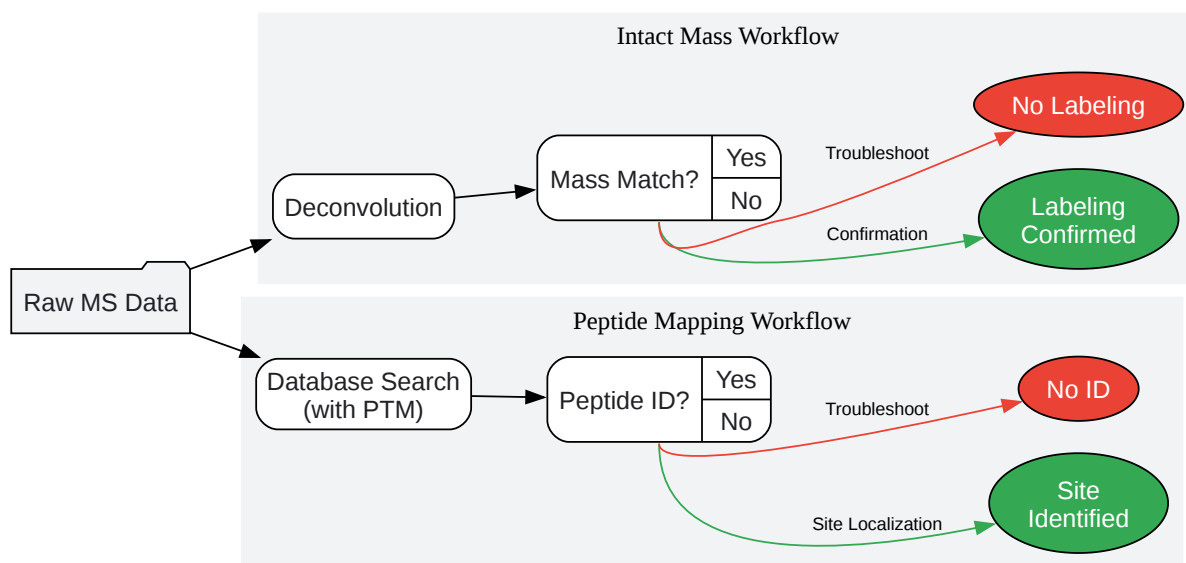 Intact Mass Workflow
No Labeling
Troubleshoot
Yes
Mass Match?
No
Deconvolution
Labeling
Confirmed
Confirmation
Raw MS Data
Peptide Mapping Workflow
Database Search
(with PTM)
Peptide ID?
Yes
No
Troubleshoot
No ID
Site Localization
Site
Identified